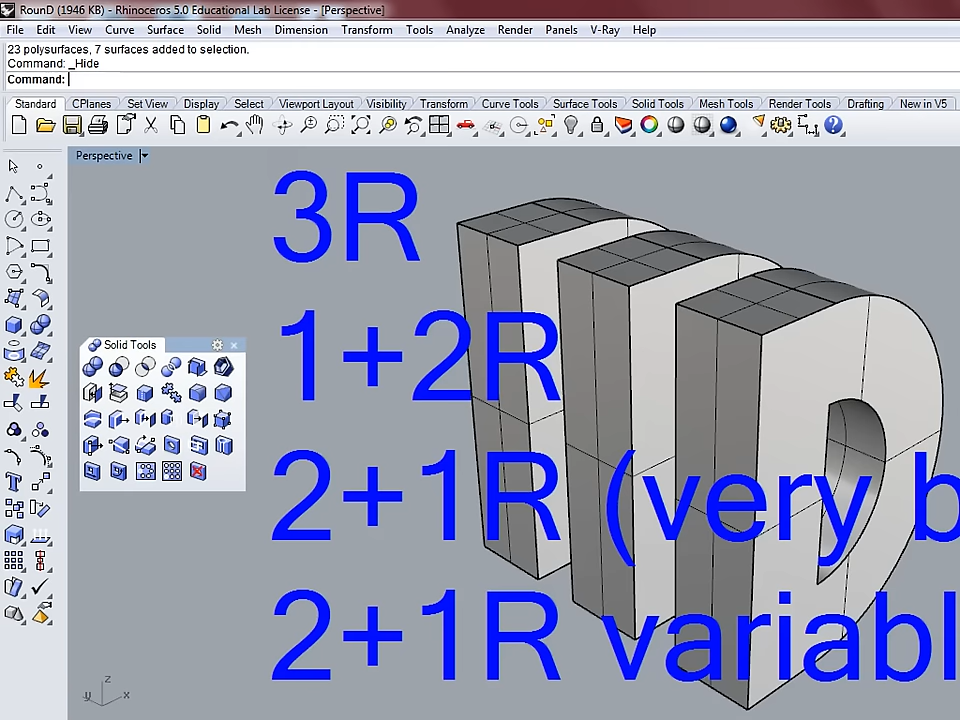 RounD (1946 KB) - Rhinoceros 5.0 Educational Lab License - [Perspective]
File Edit View Curve Surface Solid Mesh Dimension Transform Tools Analyze Render Panels V-Ray Help
23 polysurfaces, 7 surfaces added to selection.
Command: _Hide
Command:
Standard CPlanes Set View Display Select Viewport Layout Visibility Transform Curve Tools Surface Tools Solid Tools Mesh Tools Render Tools Drafting New in V5
Perspective
3R
1+2R
Solid Tools
2+1R (very b
2+1R variabl
z
y x